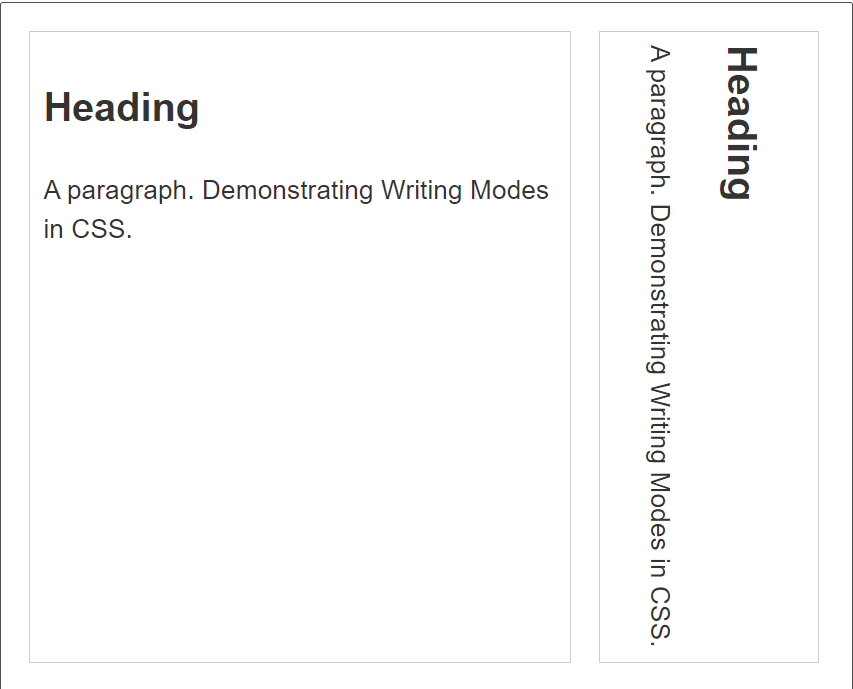 Heading
A paragraph. Demonstrating Writing Modes
in CSS.
Heading
A paragraph. Demonstrating Writing Modes in CSS.